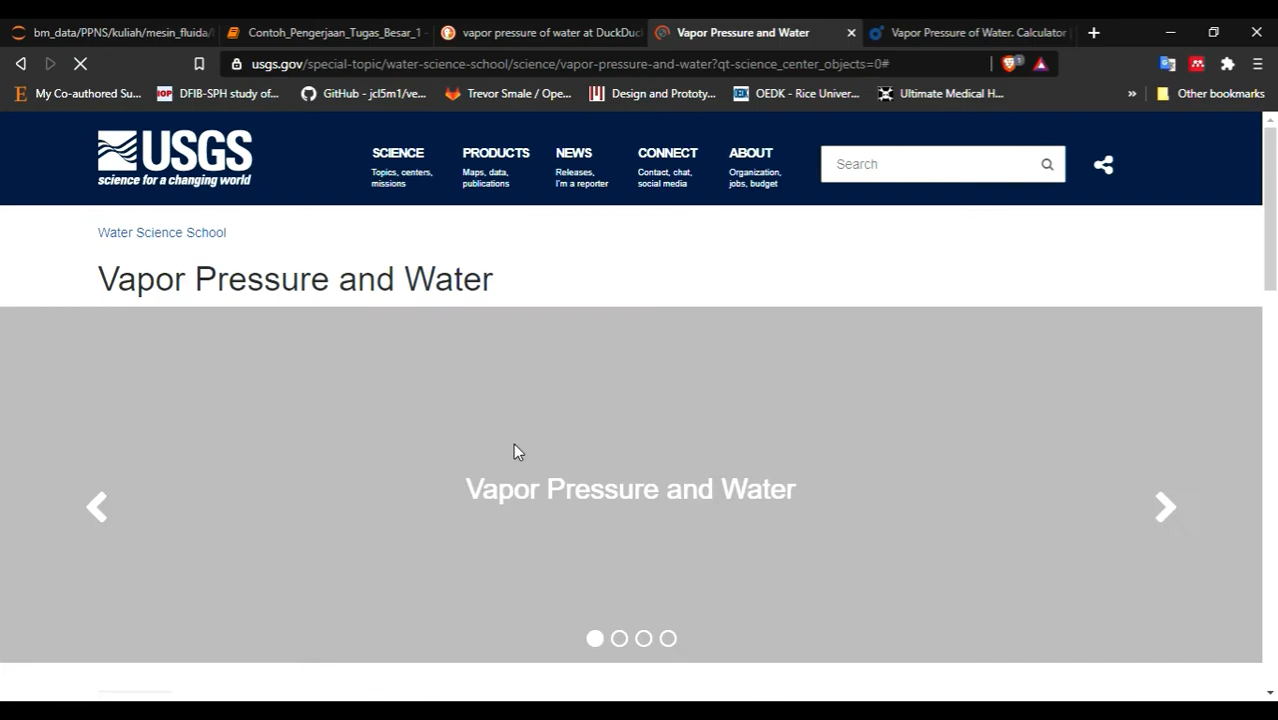 bm_data/PPNS/kuliah/mesin_fluida/
Contoh_Pengerjaan_Tugas_Besar_1 -
vapor pressure of water at DuckDuc
Vapor Pressure and Water
Vapor Pressure of Water. Calculator |
usgs.gov/special-topic/water-science-school/science/vapor-pressure-and-water?qt-science_center_objects=0#
1
My Co-authored Su...
IOP
DFIB-SPH study of...
GitHub - jcl5m1/ve...
Trevor Smale / Ope...
Design and Prototy...
OEDK - Rice Univer...
Ultimate Medical H...
»
Other bookmarks
USGS
science for a changing world
SCIENCE
Topics, centers,
missions
PRODUCTS
Maps, data,
publications
NEWS
Releases,
I'm a reporter
CONNECT
Contact, chat,
social media
ABOUT
Organization,
jobs, budget
Search
Water Science School
Vapor Pressure and Water
Vapor Pressure and Water